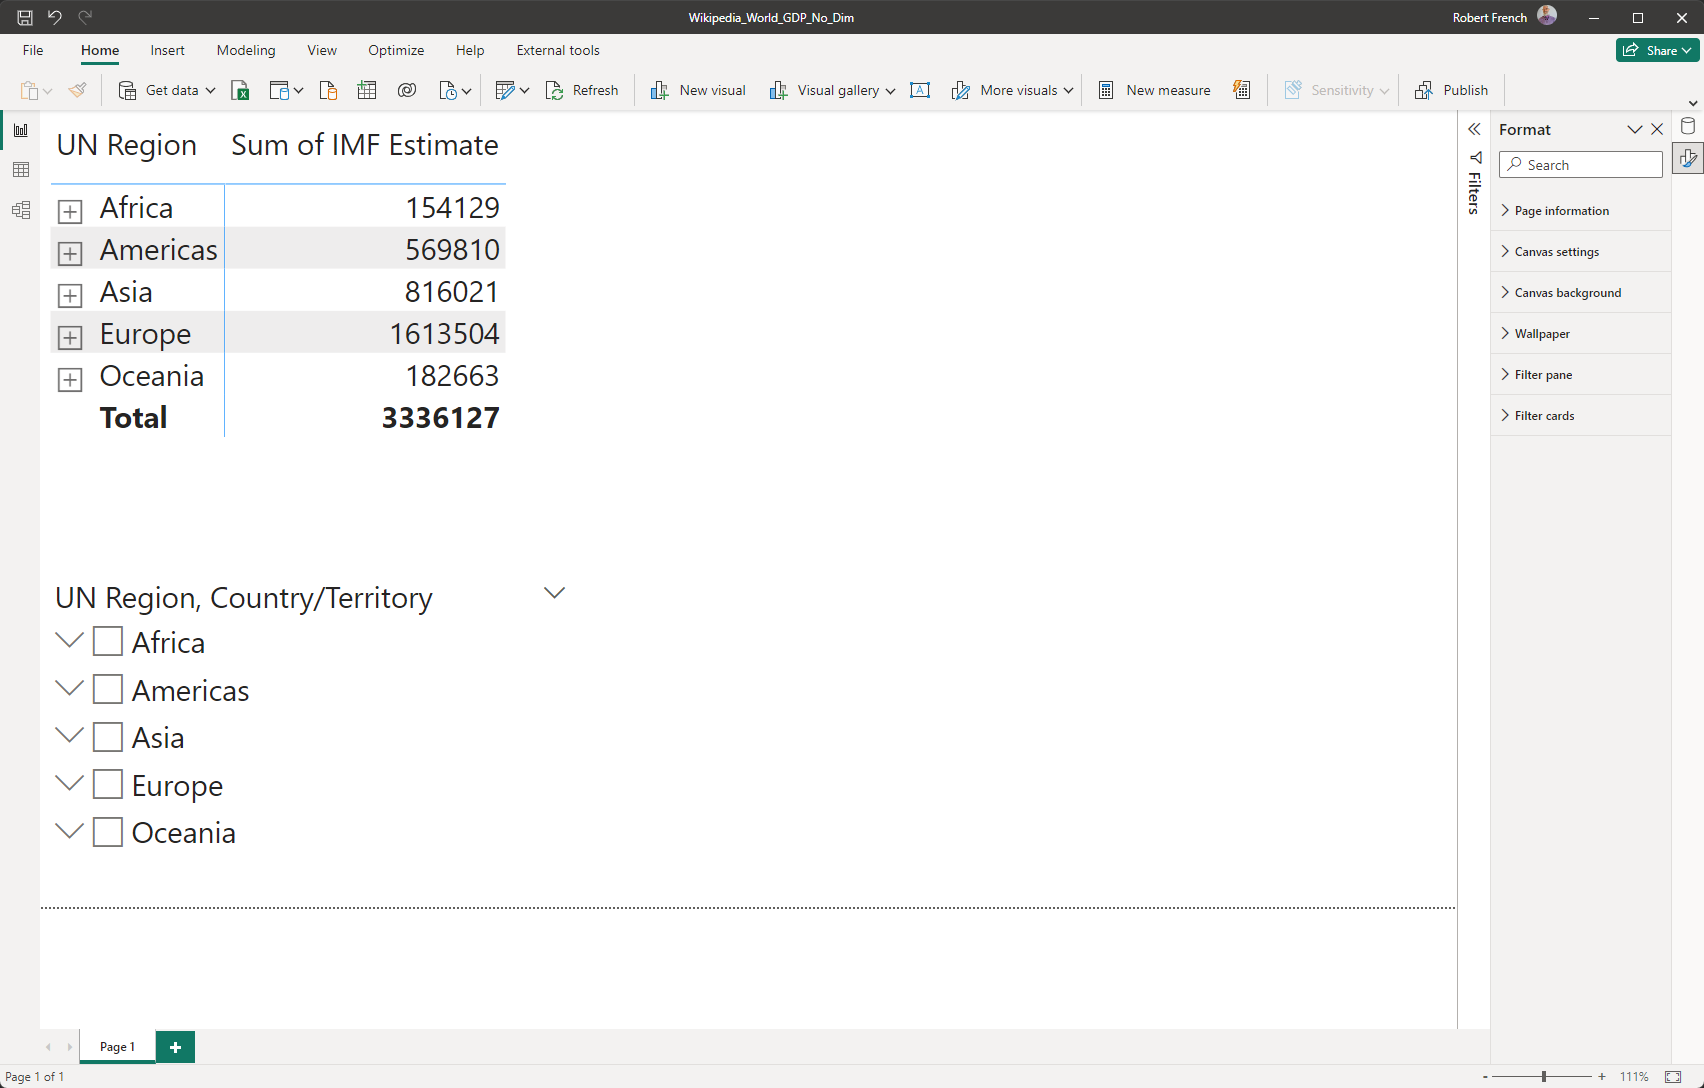 Wikipedia_World_GDP_No_Dim
Robert French
File Home Insert Modeling View Optimize Help External tools
Share
Get data Refresh New visual Visual gallery More visuals New measure Sensitivity Publish
UN Region Sum of IMF Estimate
Africa 154129
Americas 569810
Asia 816021
Europe 1613504
Oceania 182663
Total 3336127
UN Region, Country/Territory
Africa
Americas
Asia
Europe
Oceania
Filters
Format
Search
Page information
Canvas settings
Canvas background
Wallpaper
Filter pane
Filter cards
Page 1
Page 1 of 1
111%